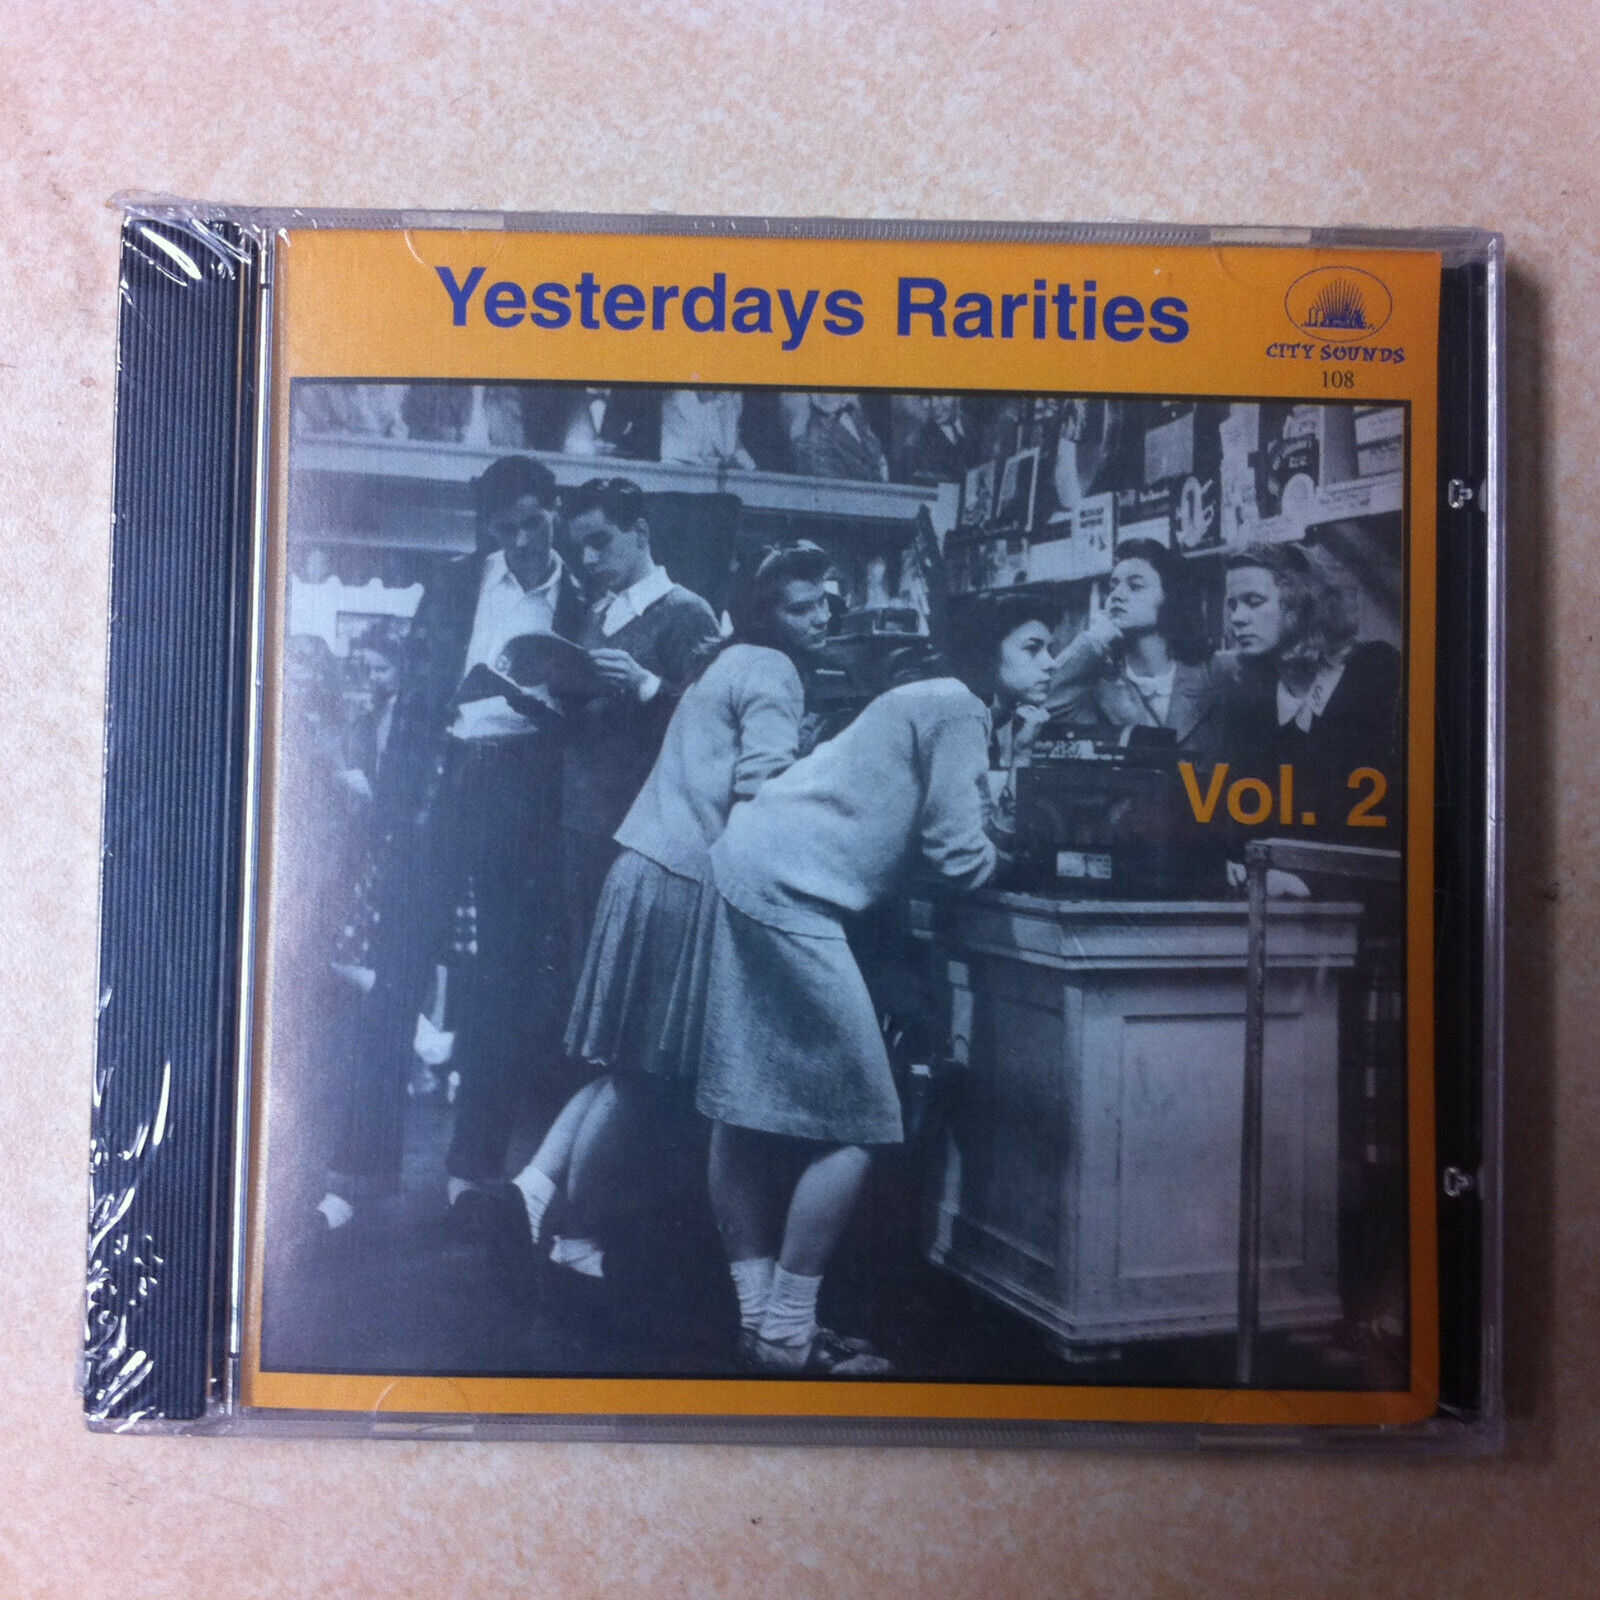 Yesterdays Rarities
CITY SOUNDS
108
Vol. 2